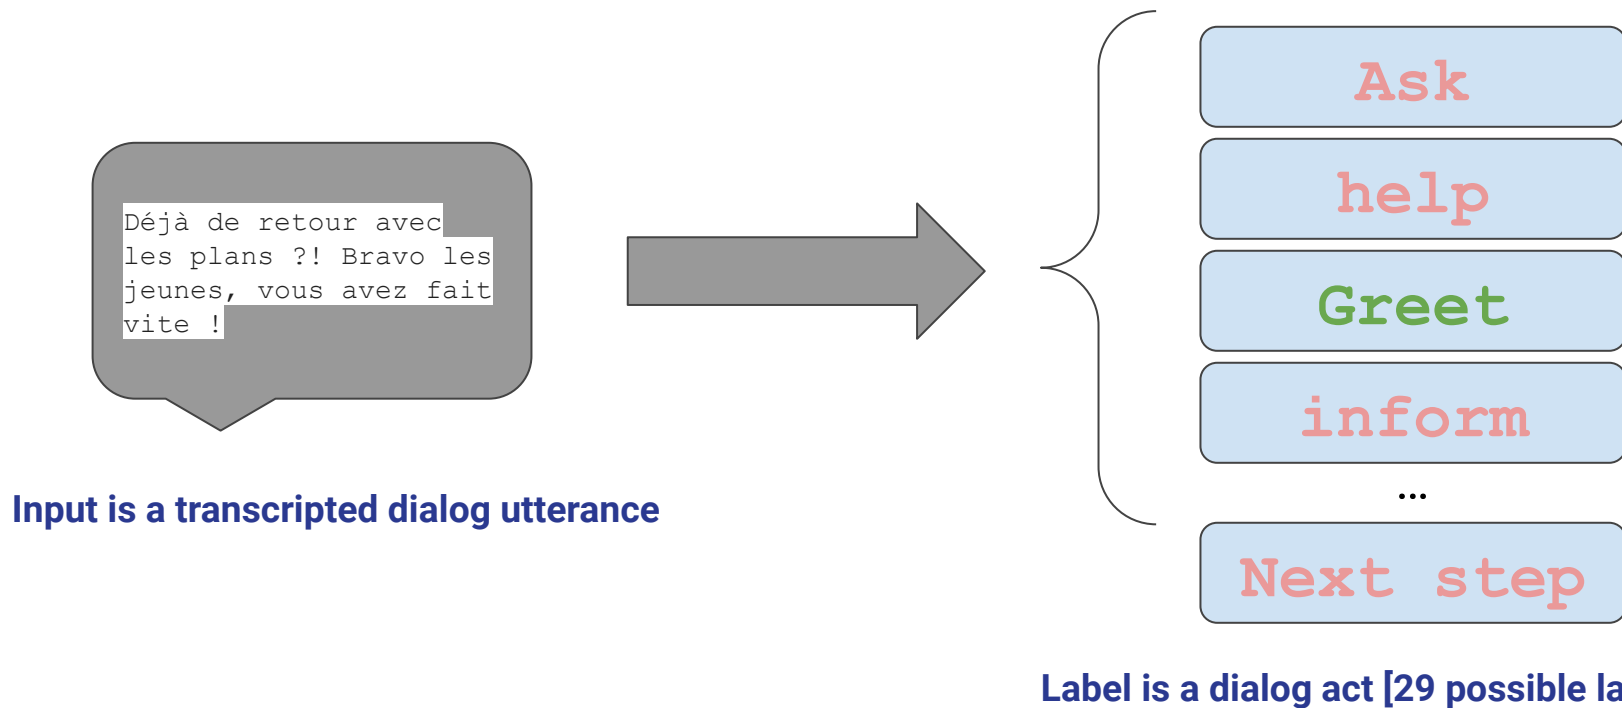 Déjà de retour avec
les plans ?! Bravo les
jeunes, vous avez fait
vite !
Input is a transcripted dialog utterance
Ask
help
Greet
inform
...
Next step
Label is a dialog act [29 possible la